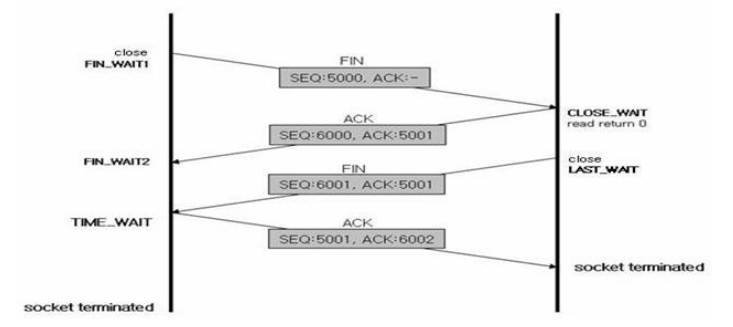 close
FIN_WAIT1
FIN
SEQ:5000, ACK:-
CLOSE_WAIT
read return 0
ACK
SEQ:6000, ACK:5001
FIN_WAIT2
close
LAST_WAIT
FIN
SEQ:6001, ACK:5001
TIME_WAIT
ACK
SEQ:5001, ACK:6002
socket terminated
socket terminated